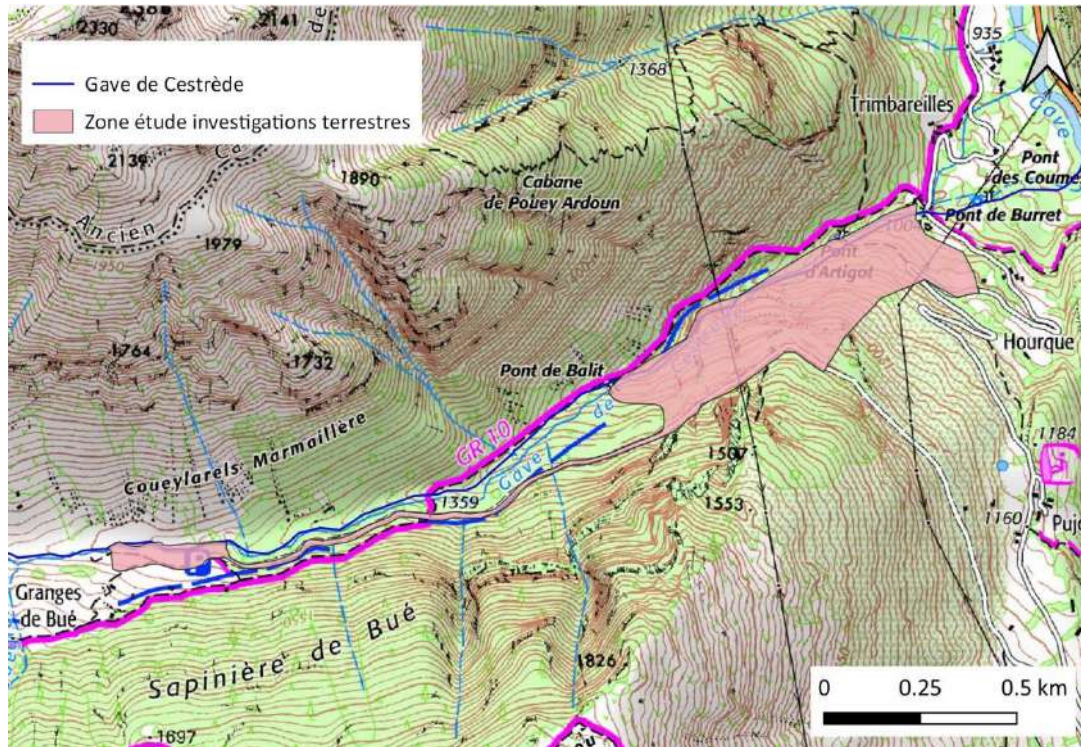 2330
2141
Gave de Cestrède
Zone étude investigations terrestres
2139
Ancien
1979
1950
1890
1368
935
Trimbareilles
Gave
Pont
des Coume
Pont de Burret
Cabane
de Pouey Ardoun
Pont
d'Artigot
1764
1732
Pont de Balit
Hourque
Coueylarels Marmaillère
GR 10
Gave de
1359
1507
1553
1184
1160
Granges
de Bué
P
Sapinière de Bué
1826
1697
0 0.25 0.5 km